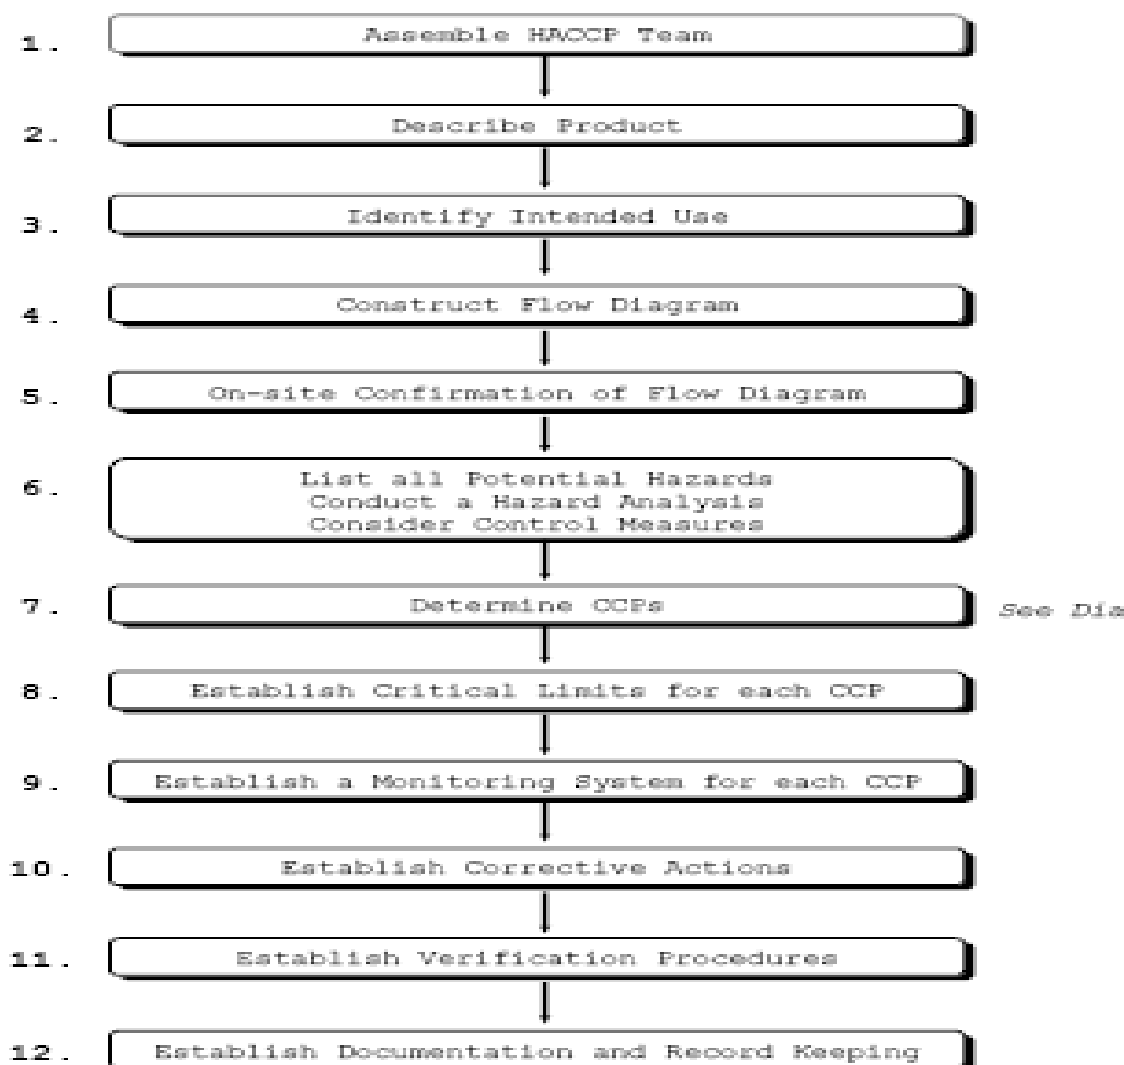 1. Assemble HACCP Team
2. Describe Product
3. Identify Intended Use
4. Construct Flow Diagram
5. On-site Confirmation of Flow Diagram
6. List all Potential Hazards
Conduct a Hazard Analysis
Consider Control Measures
7. Determine CCPs See Dia
8. Establish Critical Limits for each CCP
9. Establish a Monitoring System for each CCP
10. Establish Corrective Actions
11. Establish Verification Procedures
12. Establish Documentation and Record Keeping